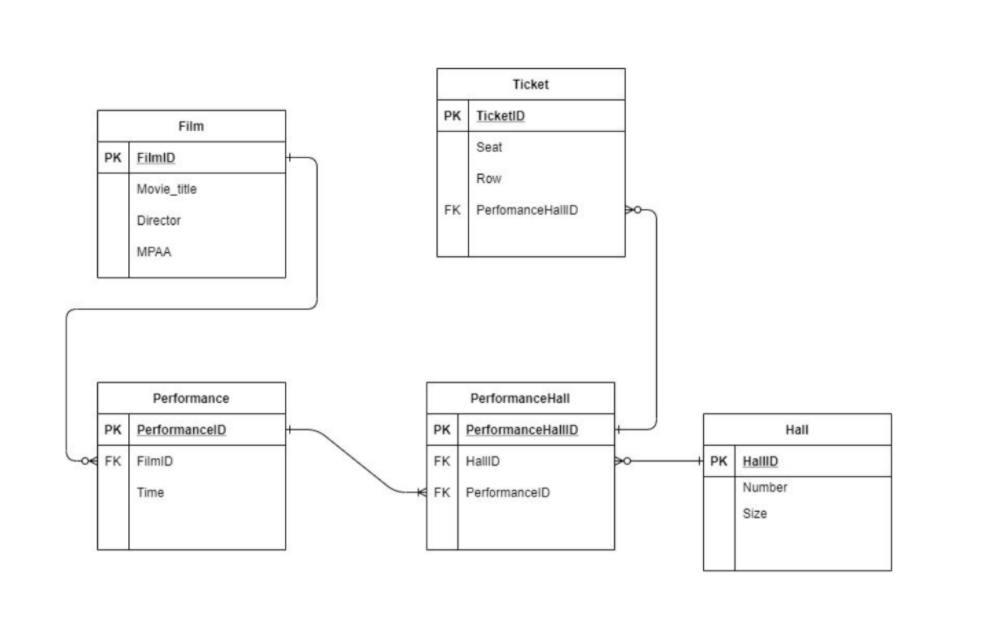 Film
PK FilmID
Movie_title
Director
MPAA
Ticket
PK TicketID
Seat
Row
FK PerfomanceHallID
Performance
PK PerformanceID
FK FilmID
Time
PerformanceHall
PK PerformanceHallID
FK HallID
FK PerformanceID
Hall
PK HallID
Number
Size